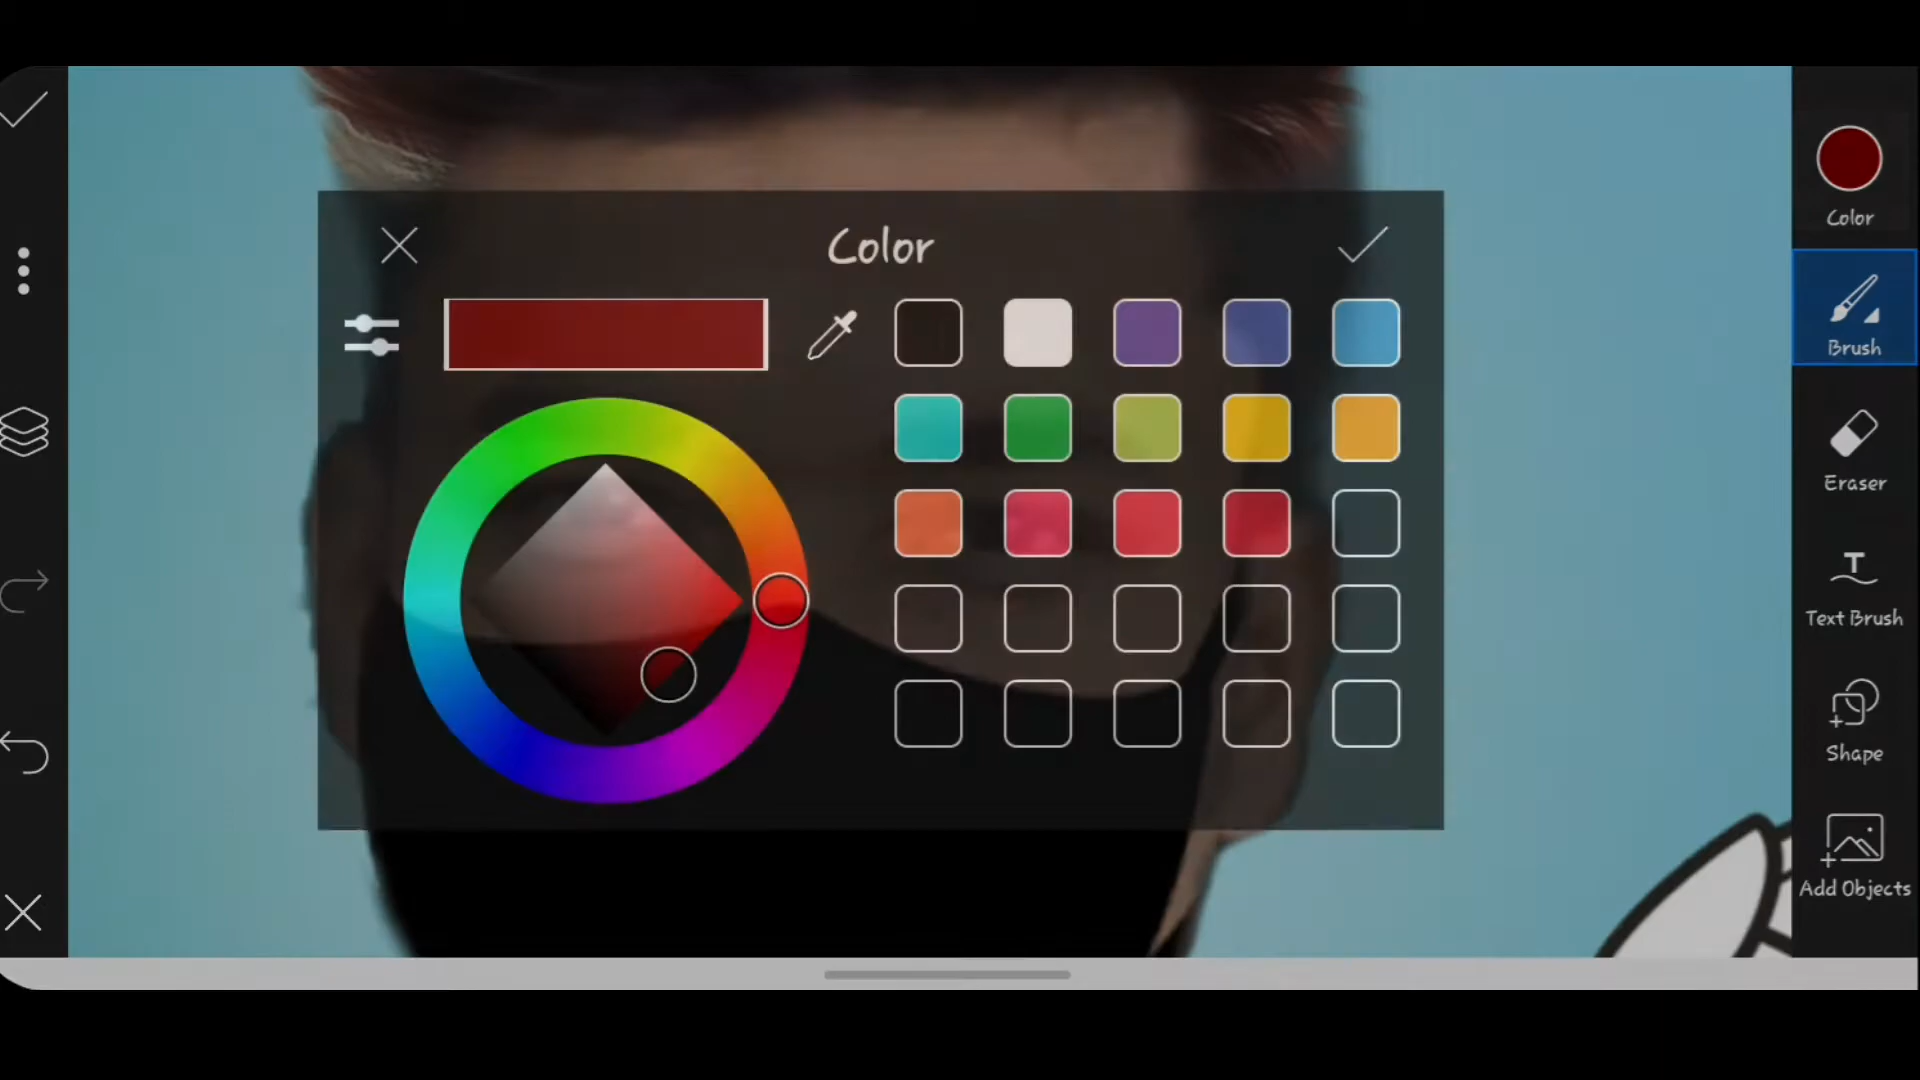 Color
Color
Brush
Eraser
T
Text Brush
Shape
Add Objects